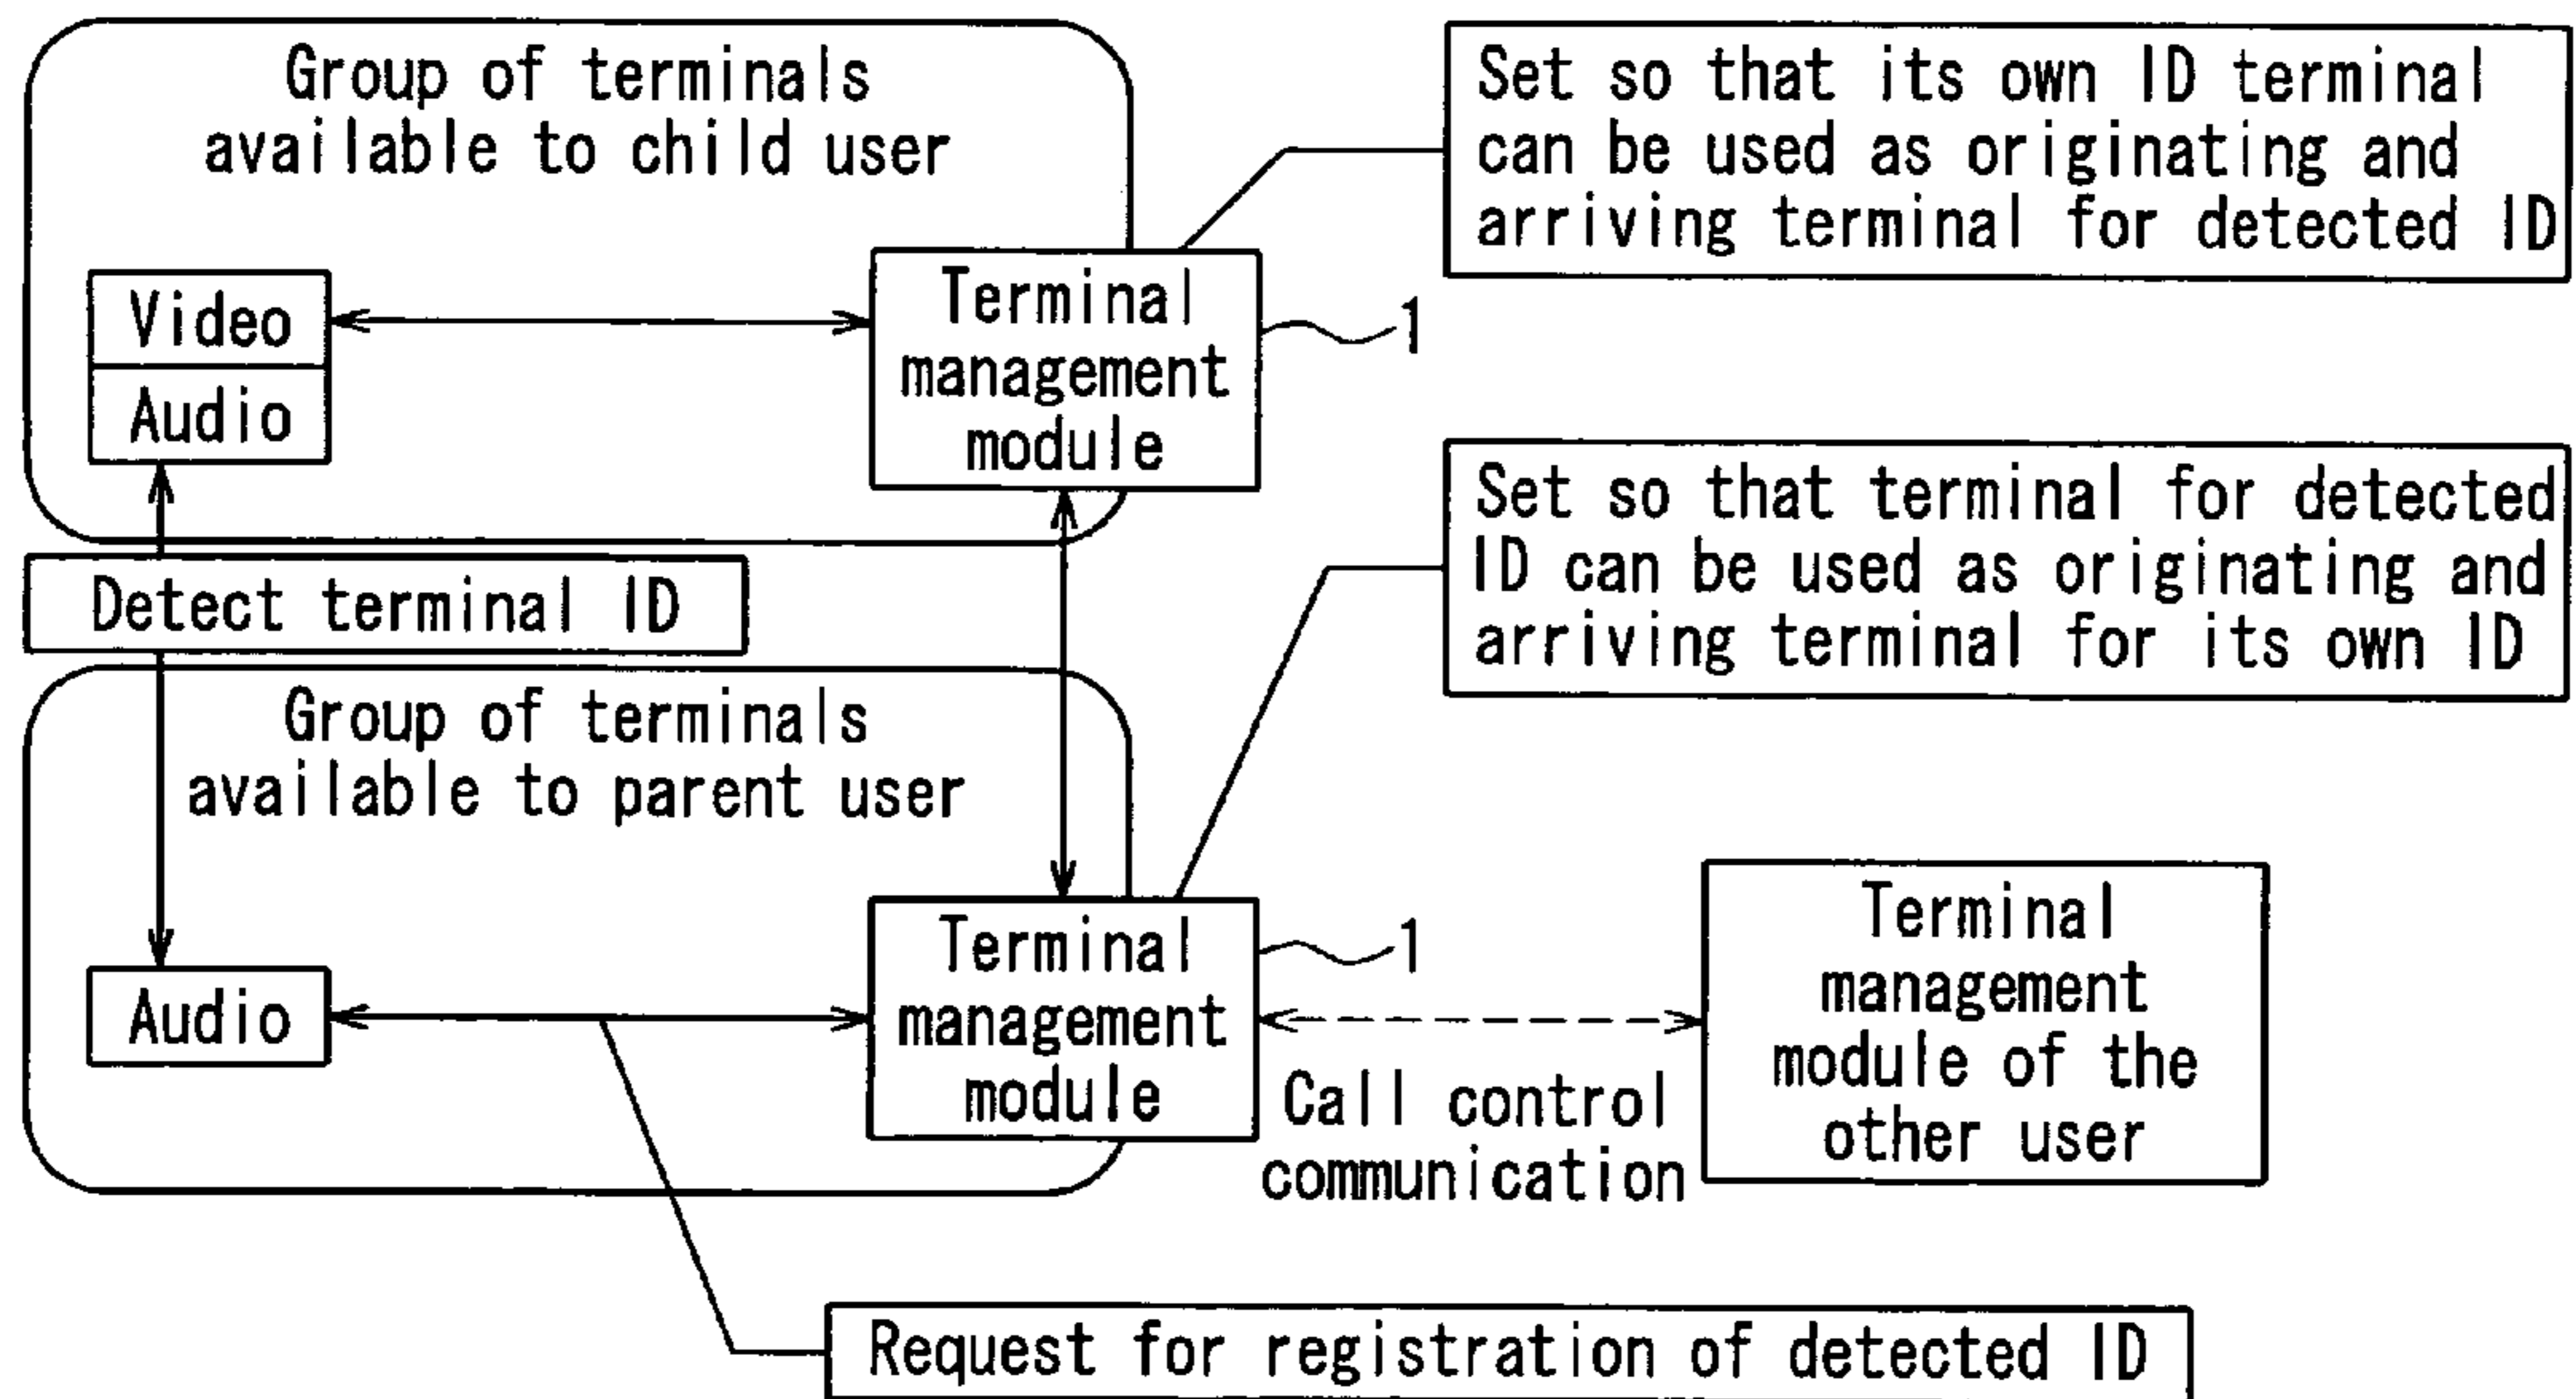 Group of terminals
available to child user
Set so that its own ID terminal
can be used as originating and
arriving terminal for detected ID
Video
Audio
Terminal
management
module
1
Detect terminal ID
Set so that terminal for detected
ID can be used as originating and
arriving terminal for its own ID
Group of terminals
available to parent user
Audio
Terminal
management
module
1
Call control
communication
Terminal
management
module of the
other user
Request for registration of detected ID